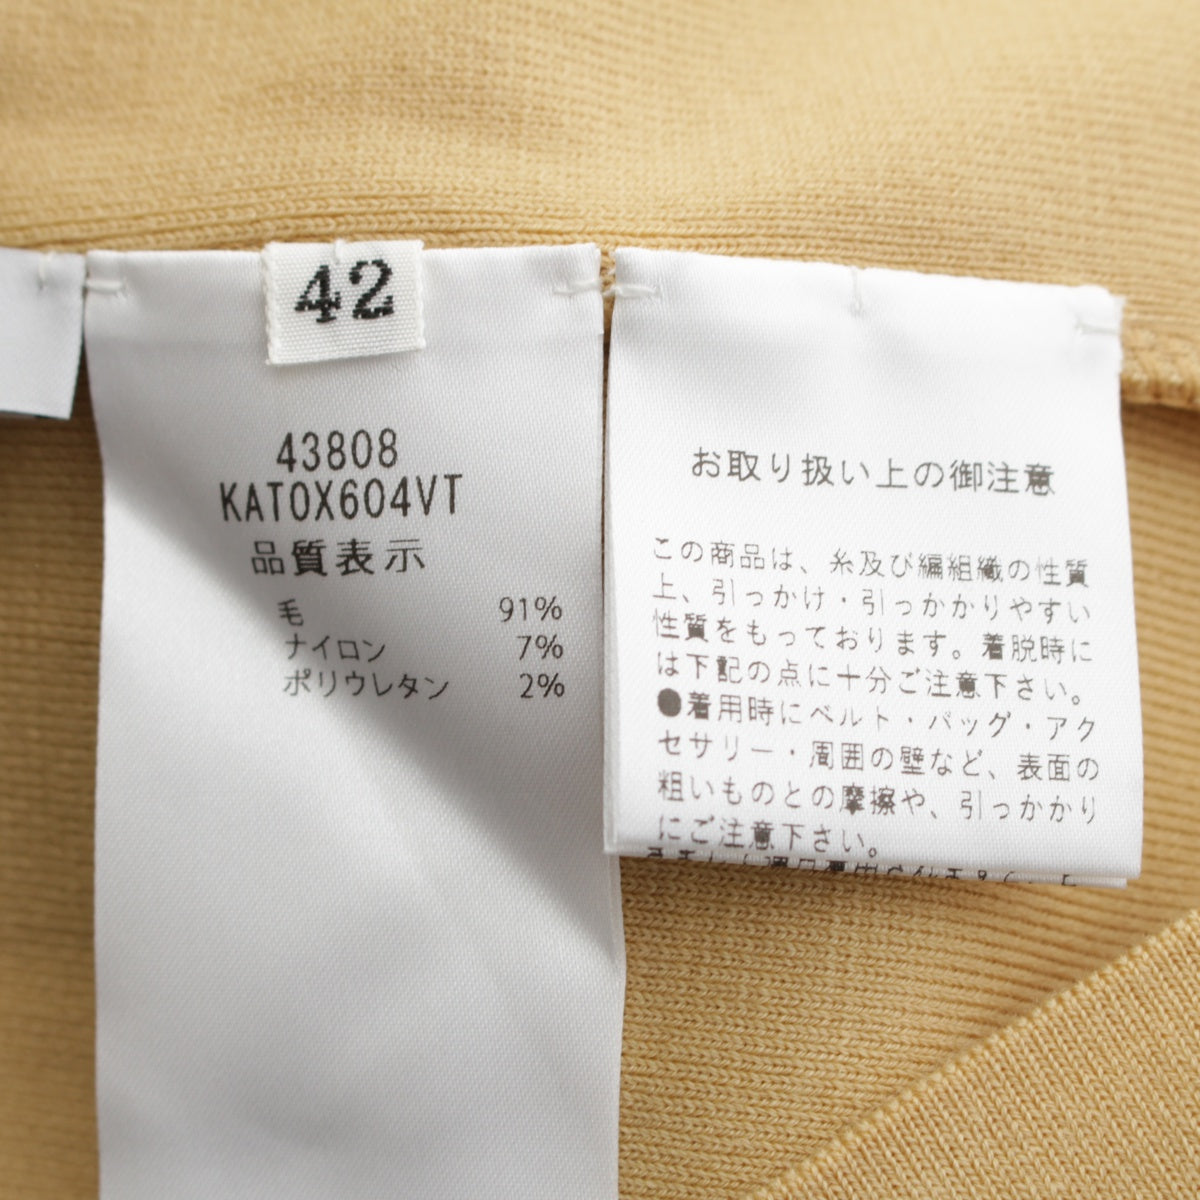 42
43808
KATOX604VT
品質表示
毛 91%
ナイロン 7%
ポリウレタン 2%
お取り扱い上の御注意
この商品は、糸及び編組織の性質
上、引っかけ・引っかかりやすい
性質をもっております。着脱時に
は下記の点に十分ご注意下さい。
●着用時にベルト・バッグ・アク
セサリー・周囲の壁など、表面の
粗いものとの摩擦や、引っかかり
にご注意下さい。